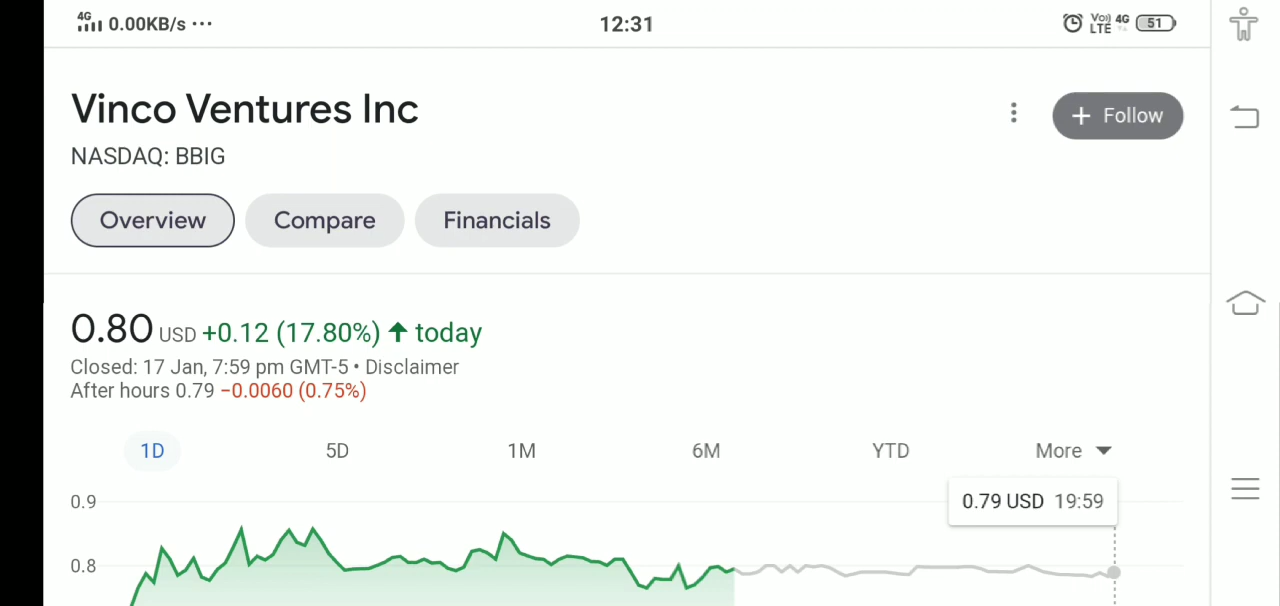 4G 0.00KB/s ... 12:31 Vo) LTE 4G 51
Vinco Ventures Inc
+ Follow
NASDAQ: BBIG
Overview Compare Financials
0.80 USD +0.12 (17.80%) ↑ today
Closed: 17 Jan, 7:59 pm GMT-5 • Disclaimer
After hours 0.79 −0.0060 (0.75%)
1D 5D 1M 6M YTD More
0.79 USD 19:59
0.9
0.8